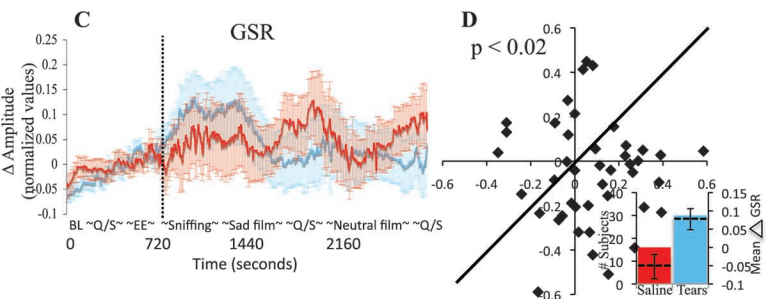 C
GSR
Δ Amplitude
(normalized values)
0.25
0.2
0.15
0.1
0.05
0
-0.05
-0.1
BL ~Q/S~ ~EE~ ~Sniffing~ ~Sad film~ ~Q/S~ ~Neutral film~ ~Q/S
0 720 1440 2160
Time (seconds)
D
p < 0.02
0.6
0.4
0.2
0
-0.2
-0.4
-0.6
-0.6 -0.4 -0.2 0 0.2 0.4 0.6
# Subjects
40
30
20
10
0
Saline Tears
0.15
0.1
0.05
0
-0.05
-0.1
Mean △ GSR